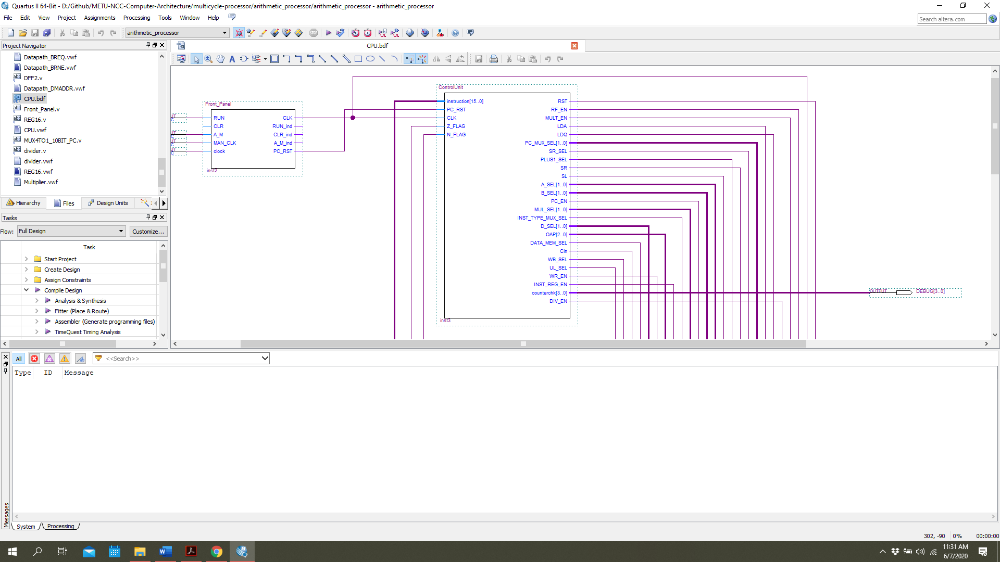 Quartus II 64-Bit - D:/Github/METU-NCC-Computer-Architecture/multicycle-processor/arithmetic_processor/arithmetic_processor - arithmetic_processor
File Edit View Project Assignments Processing Tools Window Help
Search altera.com
arithmetic_processor
Project Navigator
CPU.bdf
Datapath_BREQ.vwf
Datapath_BRNE.vwf
DFF2.v
Datapath_DMADDR.vwf
CPU.bdf
Front_Panel.v
REG16.v
CPU.vwf
MUX4TO1_10BIT_PC.v
divider.v
divider.vwf
REG16.vwf
Multiplier.vwf
Hierarchy Files Design Units
Tasks
Flow: Full Design Customize...
Task
Start Project
Create Design
Assign Constraints
Compile Design
Analysis & Synthesis
Fitter (Place & Route)
Assembler (Generate programming files)
TimeQuest Timing Analysis
Front_Panel
RUN CLK
CLR RUN_ind
A_M CLR_ind
MAN_CLK A_M_ind
clock PC_RST
inst2
ControlUnit
instruction[15..0] RST
PC_RST RF_EN
CLK MULT_EN
Z_FLAG LDA
N_FLAG LDQ
PC_MUX_SEL[1..0]
SR_SEL
PLUS1_SEL
SR
SL
A_SEL[1..0]
B_SEL[1..0]
PC_EN
MUL_SEL[1..0]
INST_TYPE_MUX_SEL
D_SEL[1..0]
OAP[2..0]
DATA_MEM_SEL
Cin
WB_SEL
UL_SEL
WR_EN
INST_REG_EN
counterchk[3..0]
DIV_EN
inst3
OUTPUT DEBUG[3..0]
All <<Search>>
Type ID Message
Messages
System Processing
302, -90 0% 00:00:00
11:31 AM
6/7/2020